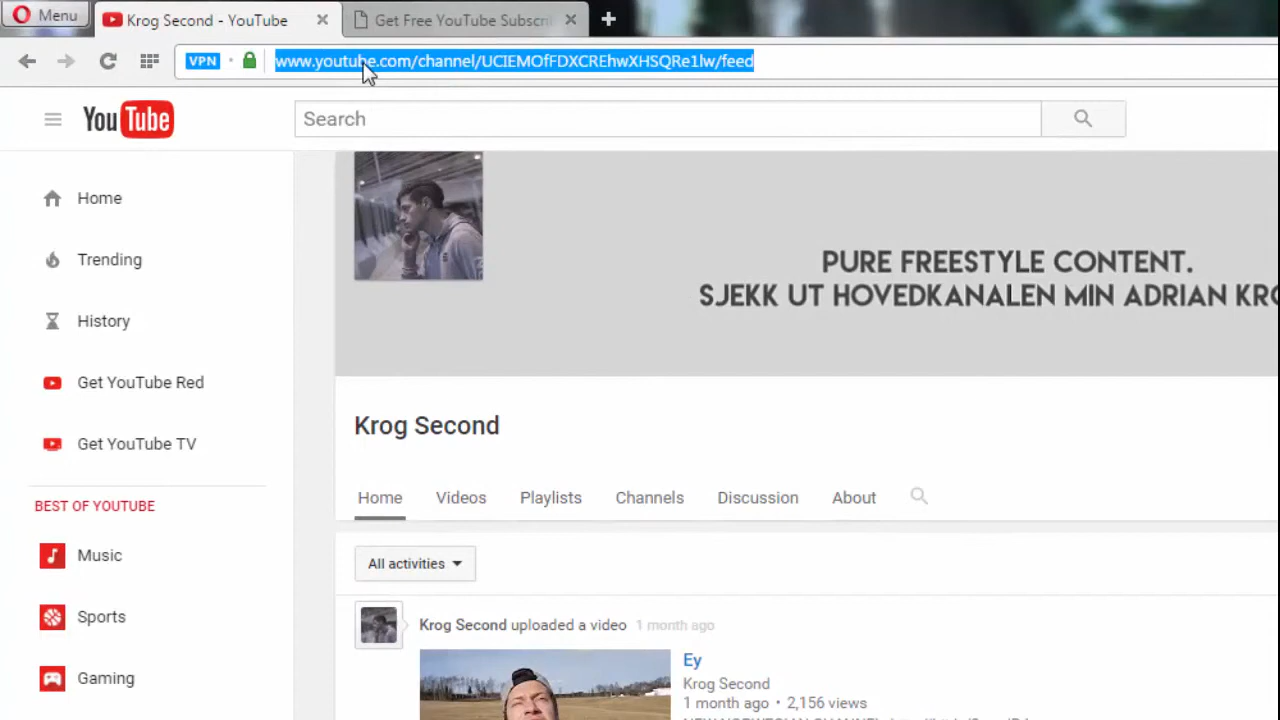 Menu
Krog Second - YouTube
Get Free YouTube Subscri
VPN
www.youtube.com/channel/UCIEMOfFDXCREhwXHSQRe1lw/feed
YouTube
Search
Home
Trending
History
Get YouTube Red
Get YouTube TV
BEST OF YOUTUBE
Music
Sports
Gaming
PURE FREESTYLE CONTENT.
SJEKK UT HOVEDKANALEN MIN ADRIAN KRO
Krog Second
Home Videos Playlists Channels Discussion About
All activities
Krog Second uploaded a video 1 month ago
Ey
Krog Second
1 month ago • 2,156 views